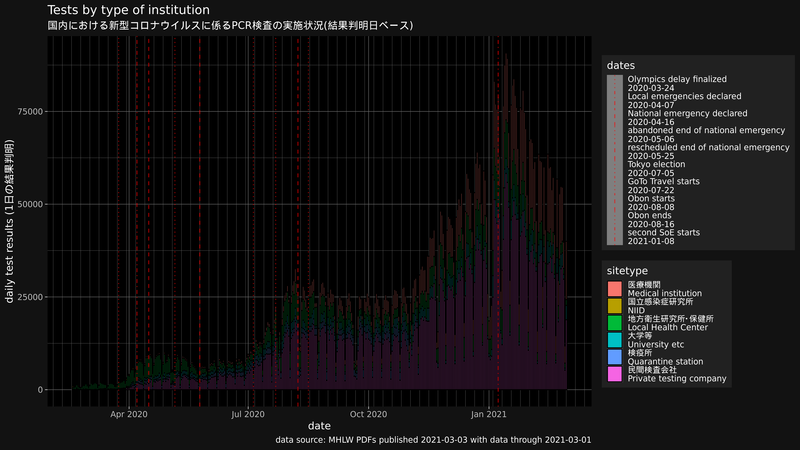 Tests by type of institution
国内における新型コロナウイルスに係るPCR検査の実施状況(結果判明日ベース)
daily test results (1日の結果判明)
75000
50000
25000
0
Apr 2020
Jul 2020
Oct 2020
Jan 2021
date
data source: MHLW PDFs published 2021-03-03 with data through 2021-03-01
dates
Olympics delay finalized
2020-03-24
Local emergencies declared
2020-04-07
National emergency declared
2020-04-16
abandoned end of national emergency
2020-05-06
rescheduled end of national emergency
2020-05-25
Tokyo election
2020-07-05
GoTo Travel starts
2020-07-22
Obon starts
2020-08-08
Obon ends
2020-08-16
second SoE starts
2021-01-08
sitetype
医療機関
Medical institution
国立感染症研究所
NIID
地方衛生研究所･保健所
Local Health Center
大学等
University etc
検疫所
Quarantine station
民間検査会社
Private testing company